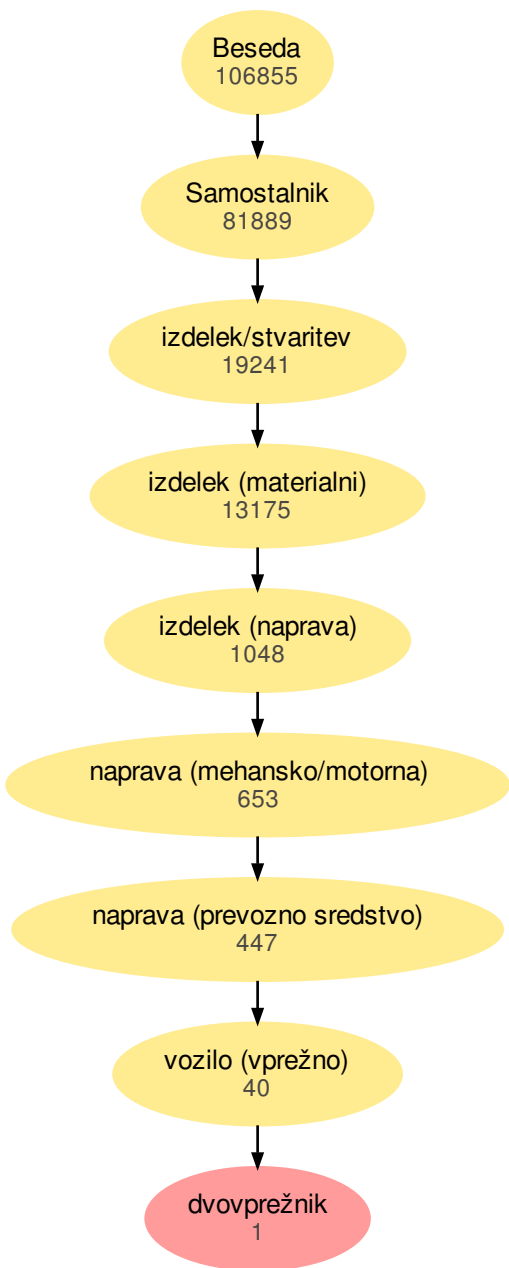 Beseda
106855
Samostalnik
81889
izdelek/stvaritev
19241
izdelek (materialni)
13175
izdelek (naprava)
1048
naprava (mehansko/motorna)
653
naprava (prevozno sredstvo)
447
vozilo (vprežno)
40
dvovprežnik
1